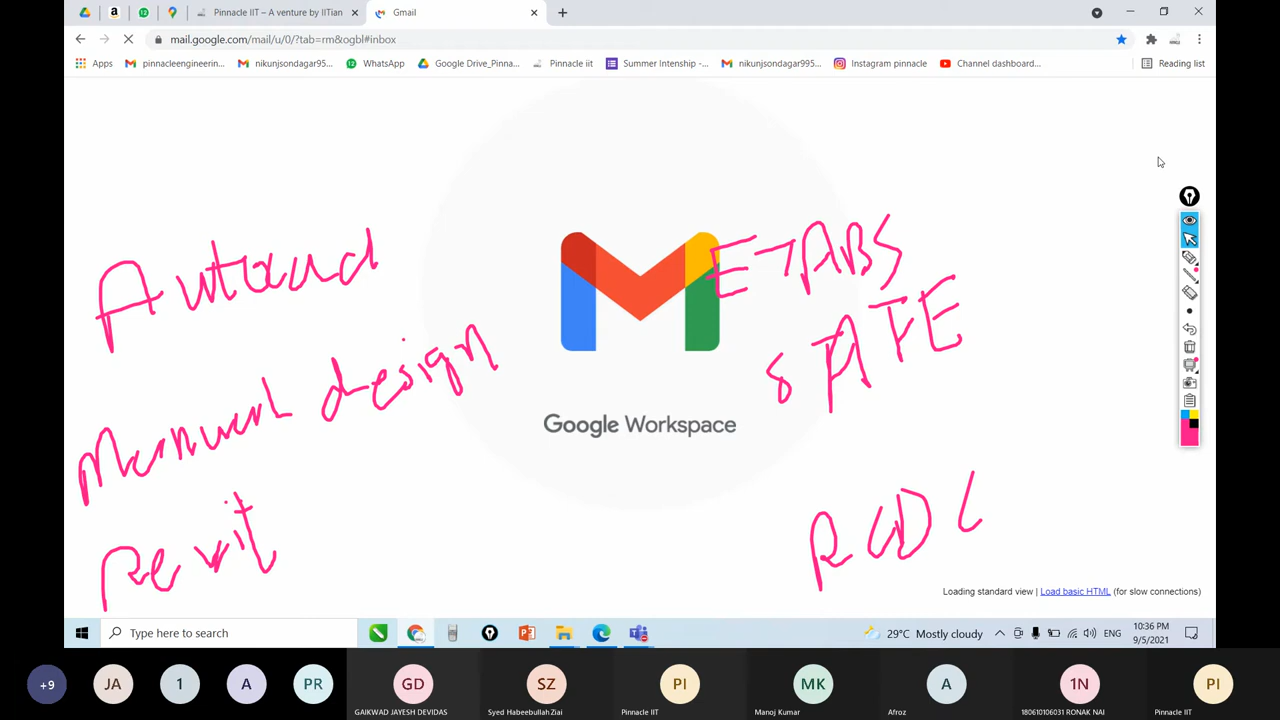 Pinnacle IIT – A venture by IITian
Gmail
mail.google.com/mail/u/0/?tab=rm&ogbl#inbox
Apps
pinnacleengineerin...
nikunjsondagar95...
WhatsApp
Google Drive_Pinna...
Pinnacle iit
Summer Intenship -...
nikunjsondagar995...
Instagram pinnacle
Channel dashboard...
Reading list
Autocad
ETABS
SAFE
Manual design
Google Workspace
Revit
RCDC
Loading standard view | Load basic HTML (for slow connections)
Type here to search
29°C Mostly cloudy
ENG
10:36 PM
9/5/2021
+9
JA
1
A
PR
GD
SZ
PI
MK
A
1N
PI
GAIKWAD JAYESH DEVIDAS
Syed Habeebullah Ziai
Pinnacle IIT
Manoj Kumar
Afroz
180610106031 RONAK NAI
Pinnacle IIT